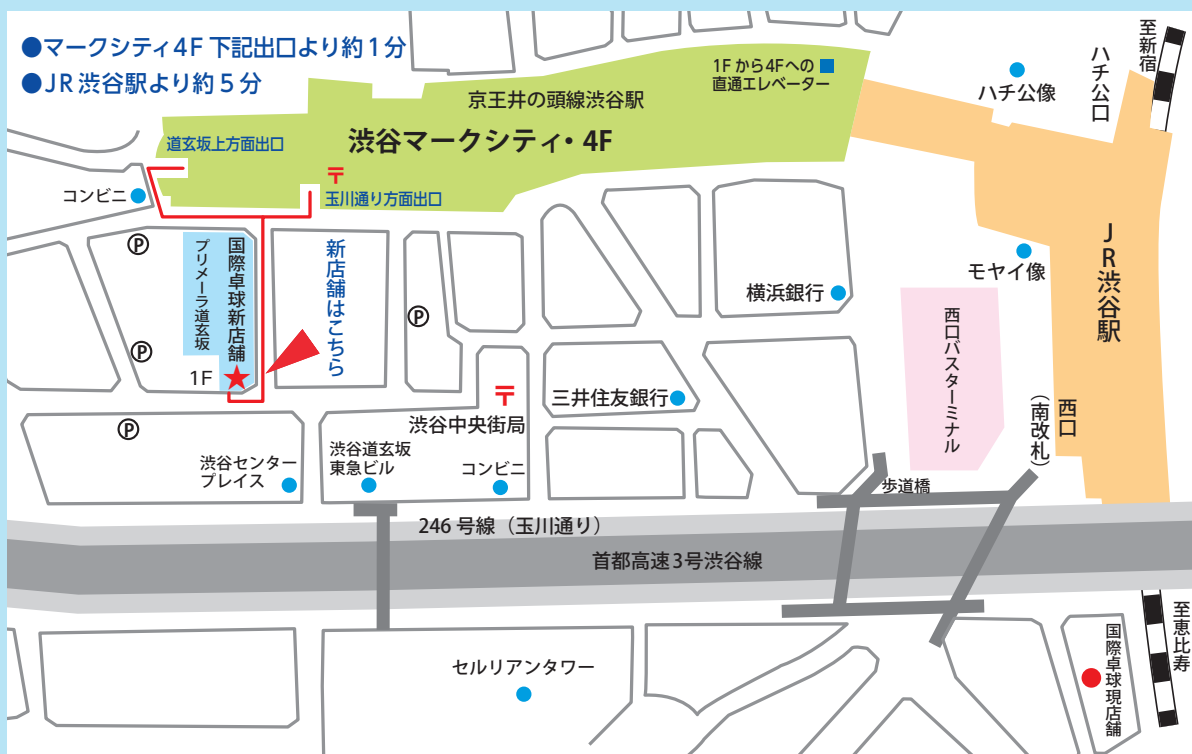 ●マークシティ4F 下記出口より約1分
●JR渋谷駅より約5分
1Fから4Fへの
直通エレベーター
京王井の頭線渋谷駅
渋谷マークシティ・4F
道玄坂上方面出口
〒
玉川通り方面出口
コンビニ
ハチ公像
ハチ公口
至新宿
JR渋谷駅
モヤイ像
横浜銀行
西口バスターミナル
西口
（南改札）
P
P
P
P
国際卓球新店舗
プリメーラ道玄坂
1F
新店舗はこちら
〒
渋谷中央街局
三井住友銀行
渋谷センター
プレイス
渋谷道玄坂
東急ビル
コンビニ
歩道橋
246号線（玉川通り）
首都高速3号渋谷線
セルリアンタワー
至恵比寿
国際卓球現店舗